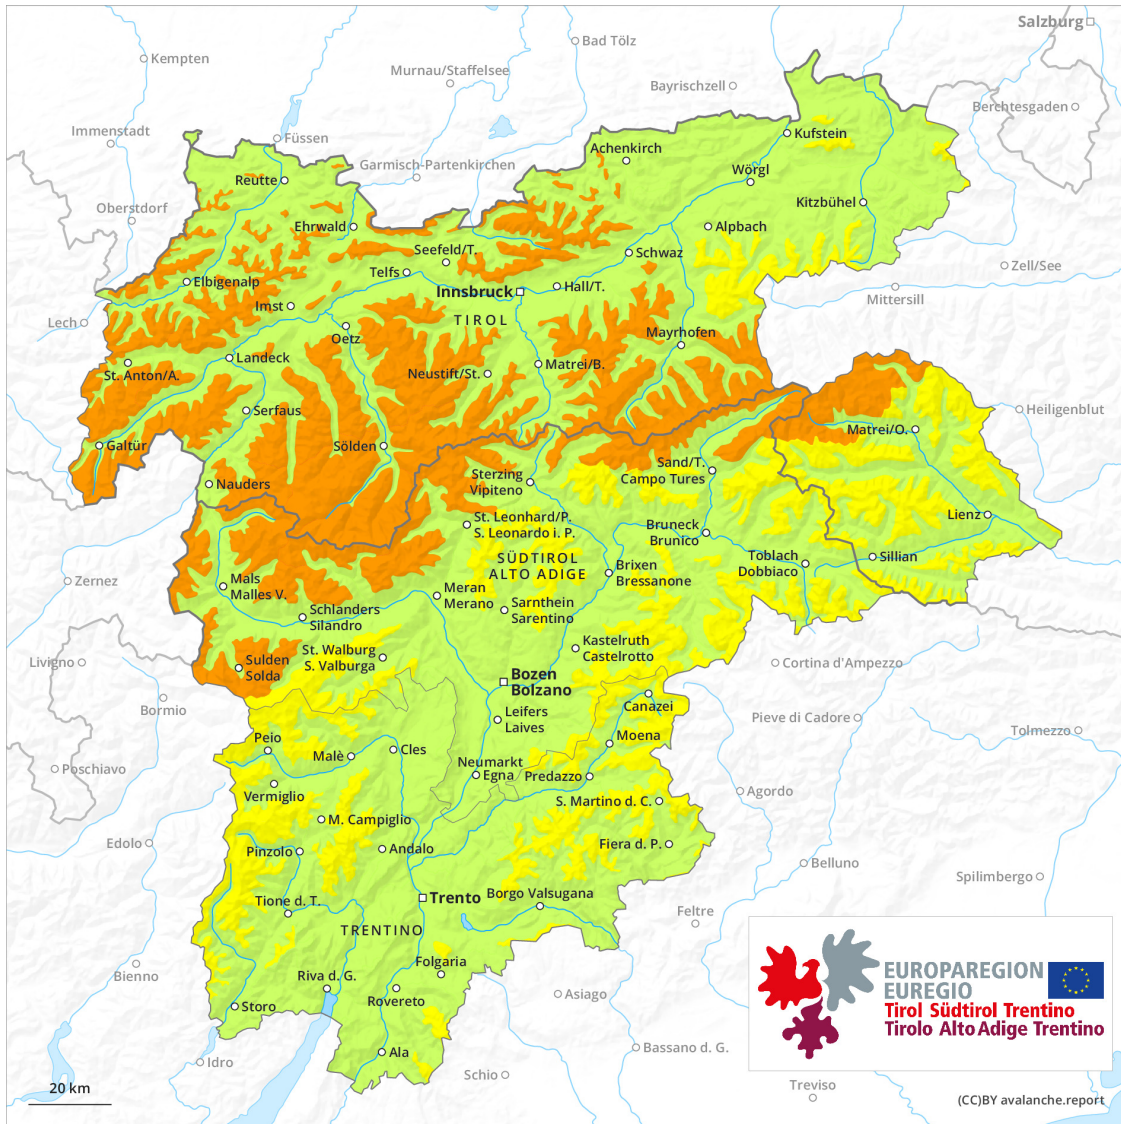 Salzburg
Bad Tölz
Kempten
Murnau/Staffelsee
Bayrischzell
Berchtesgaden
Immenstadt
Füssen
Kufstein
Achenkirch
Garmisch-Partenkirchen
Wörgl
Reutte
Oberstdorf
Kitzbühel
Ehrwald
Alpbach
Seefeld/T.
Schwaz
Zell/See
Telfs
Elbigenalp
Hall/T.
Innsbruck
Mittersill
Imst
TIROL
Lech
Oetz
Mayrhofen
Landeck
Matrei/B.
St. Anton/A.
Neustift/St.
Serfaus
Heiligenblut
Matrei/O.
Galtür
Sölden
Sand/T.
Campo Tures
Sterzing
Vipiteno
Nauders
Lienz
St. Leonhard/P.
S. Leonardo i. P.
Bruneck
Brunico
SÜDTIROL
ALTO ADIGE
Toblach
Dobbiaco
Sillian
Brixen
Bressanone
Zernez
Mals
Malles V.
Meran
Merano
Sarnthein
Sarentino
Schlanders
Silandro
Kastelruth
Castelrotto
St. Walburg
S. Valburga
Livigno
Sulden
Solda
Cortina d'Ampezzo
Bozen
Bolzano
Bormio
Canazei
Leifers
Laives
Pieve di Cadore
Tolmezzo
Peio
Moena
Cles
Malè
Neumarkt
Egna
Predazzo
Poschiavo
Vermiglio
Agordo
S. Martino d. C.
M. Campiglio
Edolo
Pinzolo
Andalo
Fiera d. P.
Belluno
Spilimbergo
Borgo Valsugana
Trento
Tione d. T.
Feltre
TRENTINO
Folgaria
Bienno
Riva d. G.
EUROPAREGION
EUREGIO
Tirol Südtirol Trentino
Tirolo Alto Adige Trentino
Asiago
Rovereto
Storo
Bassano d. G.
Ala
Idro
Schio
Treviso
20 km
(CC)BY avalanche.report